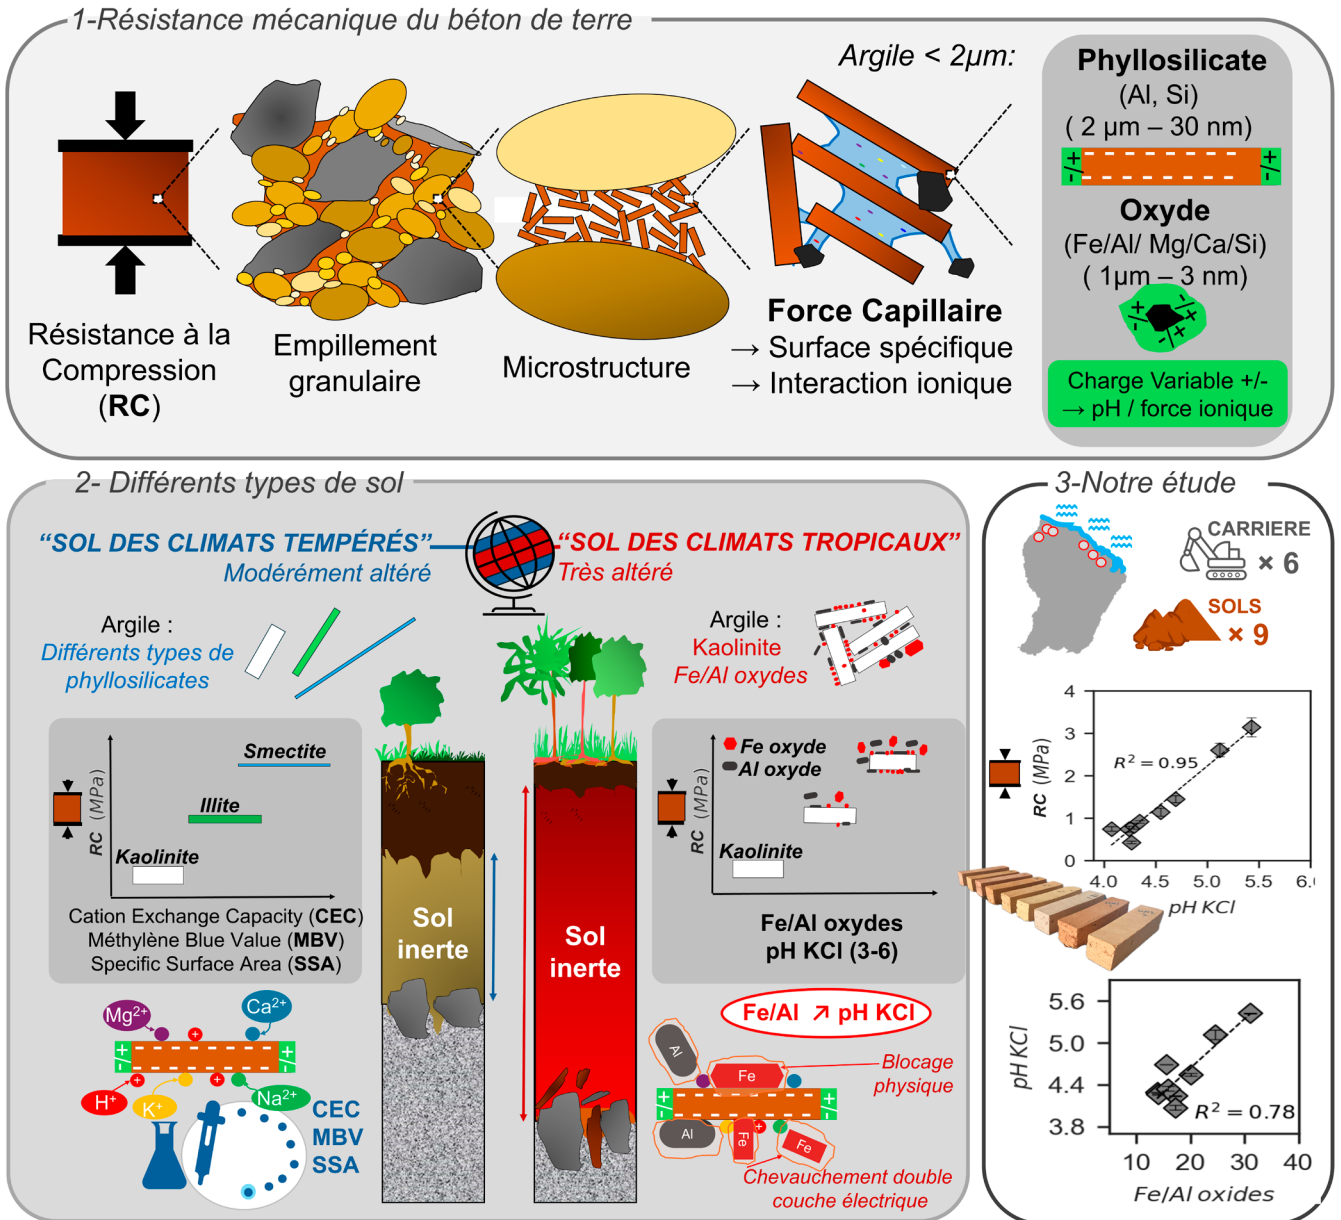 1-Résistance mécanique du béton de terre
Argile < 2µm:
Résistance à la
Compression
(RC)
Empillement
granulaire
Microstructure
Force Capillaire
→ Surface spécifique
→ Interaction ionique
Phyllosilicate
(Al, Si)
( 2 µm – 30 nm)
+/-
+/-
Oxyde
(Fe/Al/ Mg/Ca/Si)
( 1µm – 3 nm)
Charge Variable +/-
→ pH / force ionique
2- Différents types de sol
“SOL DES CLIMATS TEMPÉRÉS”
Modérément altéré
“SOL DES CLIMATS TROPICAUX”
Très altéré
Argile :
Différents types de
phyllosilicates
Argile :
Kaolinite
Fe/Al oxydes
RC (MPa)
Smectite
Illite
Kaolinite
Cation Exchange Capacity (CEC)
Méthylène Blue Value (MBV)
Specific Surface Area (SSA)
Sol
inerte
Sol
inerte
RC (MPa)
Fe oxyde
Al oxyde
Kaolinite
Fe/Al oxydes
pH KCl (3-6)
Fe/Al ↗ pH KCl
Mg2+
Ca2+
+
+/-
+/-
+
+
H+
K+
Na2+
CEC
MBV
SSA
Al
Fe
Blocage
physique
+/-
+/-
Al
Fe
+
Fe
Chevauchement double
couche électrique
3-Notre étude
CARRIERE
× 6
SOLS
× 9
RC (MPa)
4
3
2
1
0
R² = 0.95
4.0 4.5 5.0 5.5 6.
pH KCl
pH KCl
5.6
5.0
4.4
3.8
R² = 0.78
10 20 30 40
Fe/Al oxides